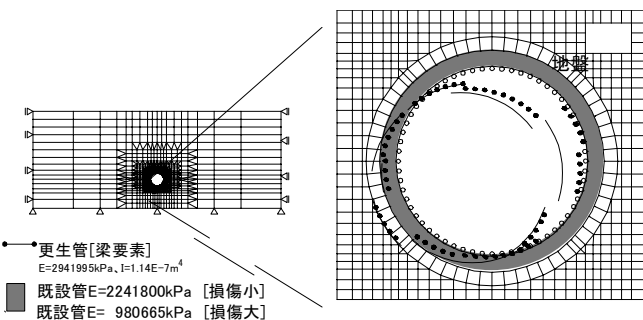 地盤
更生管[梁要素]
E=2941995kPa、I=1.14E-7m⁴
既設管E=2241800kPa [損傷小]
既設管E= 980665kPa [損傷大]